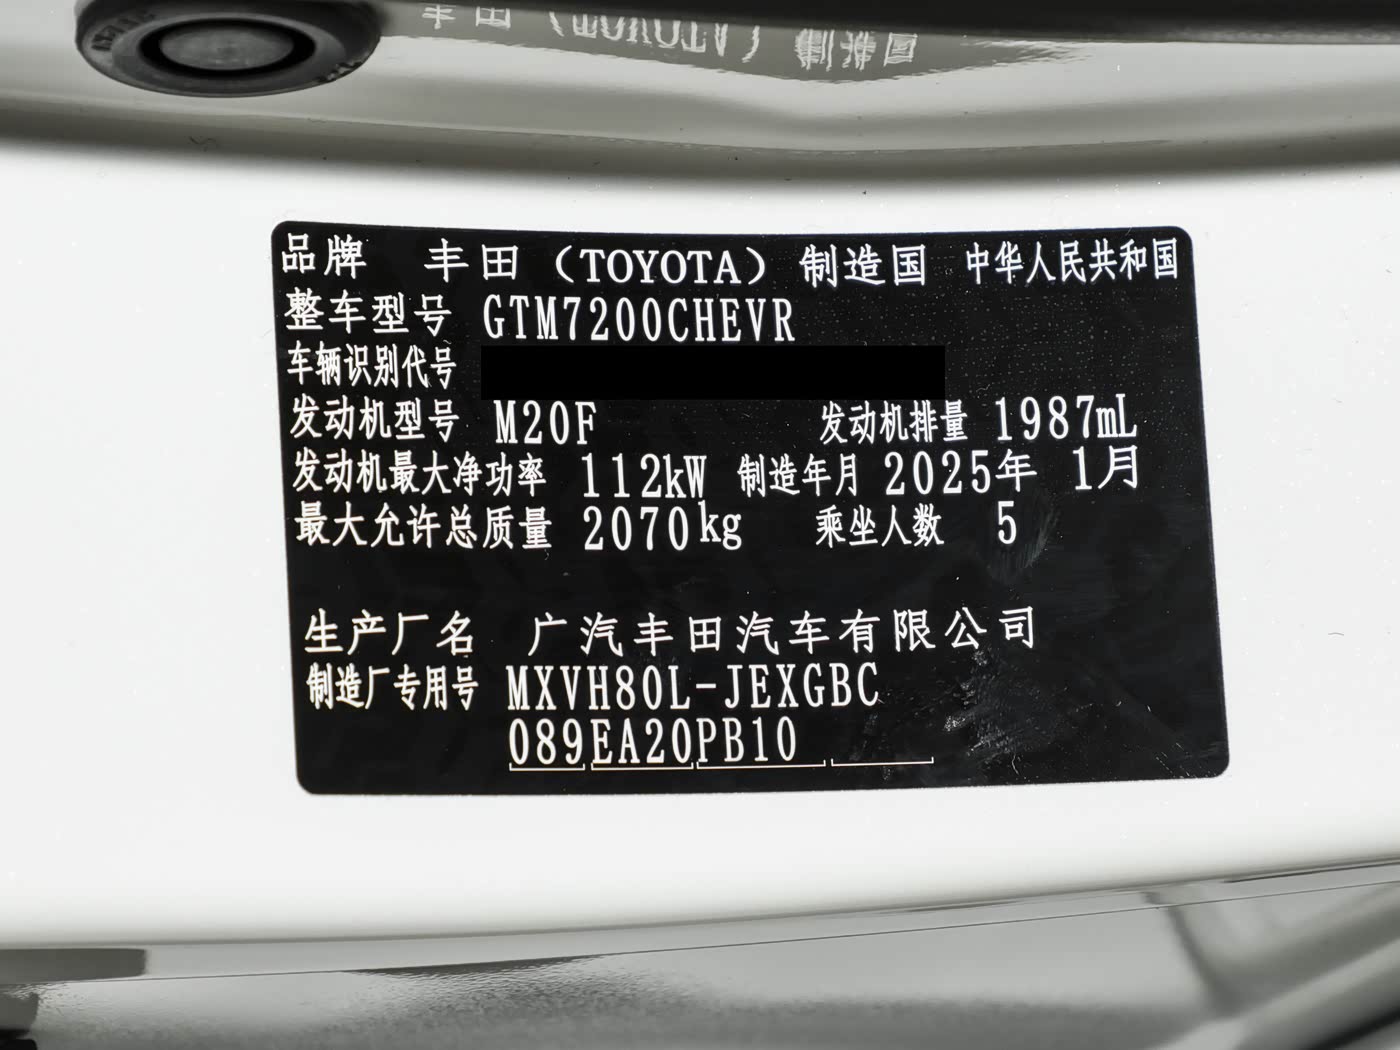 品牌 丰田（TOYOTA）制造国 中华人民共和国
整车型号 GTM7200CHEVR
车辆识别代号
发动机型号 M20F 发动机排量 1987mL
发动机最大净功率 112kW 制造年月 2025年 1月
最大允许总质量 2070kg 乘坐人数 5
生产厂名 广汽丰田汽车有限公司
制造厂专用号 MXVH80L-JEXGBC
089EA20PB10